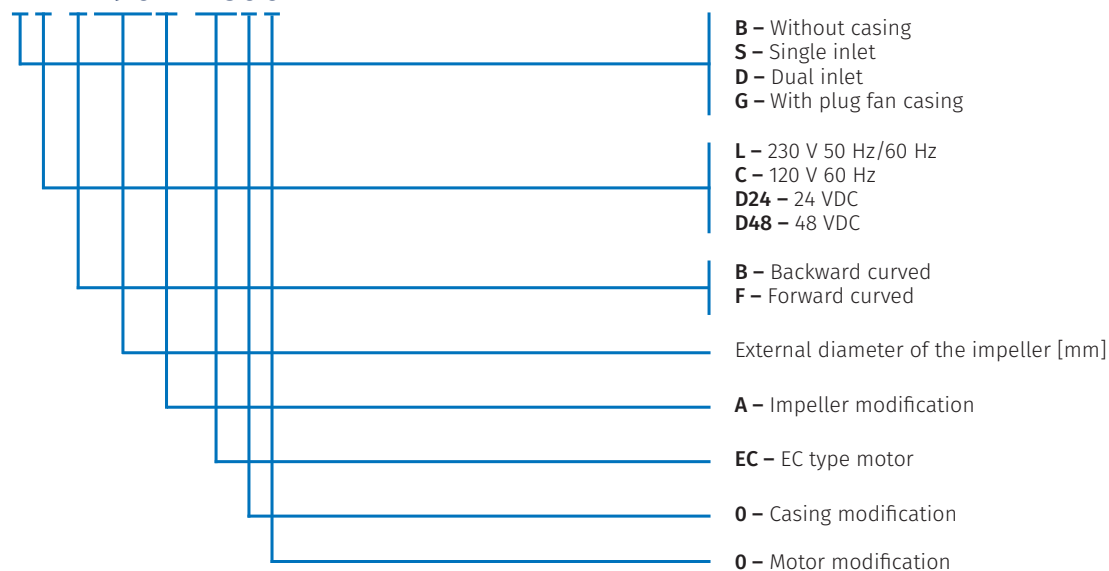 B – Without casing
S – Single inlet
D – Dual inlet
G – With plug fan casing
L – 230 V 50 Hz/60 Hz
C – 120 V 60 Hz
D24 – 24 VDC
D48 – 48 VDC
B – Backward curved
F – Forward curved
External diameter of the impeller [mm]
A – Impeller modification
EC – EC type motor
0 – Casing modification
0 – Motor modification